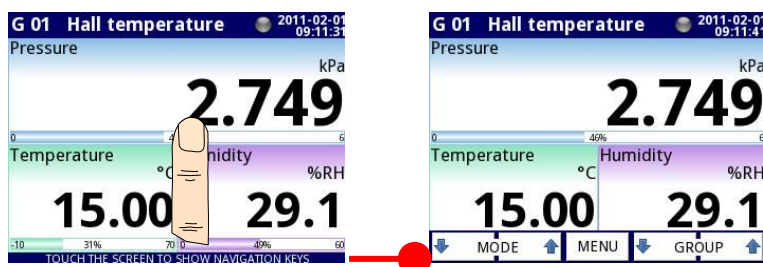 G 01 Hall temperature 2011-02-01
09:11:31
Pressure
kPa
2.749
0 6
Temperature
°C %RH
15.00 29.1
-10 31% 70 0 49% 60
TOUCH THE SCREEN TO SHOW NAVIGATION KEYS
G 01 Hall temperature 2011-02-01
09:11:41
Pressure
kPa
2.749
0 46% 6
Temperature Humidity
°C %RH
15.00 29.1
MODE MENU GROUP